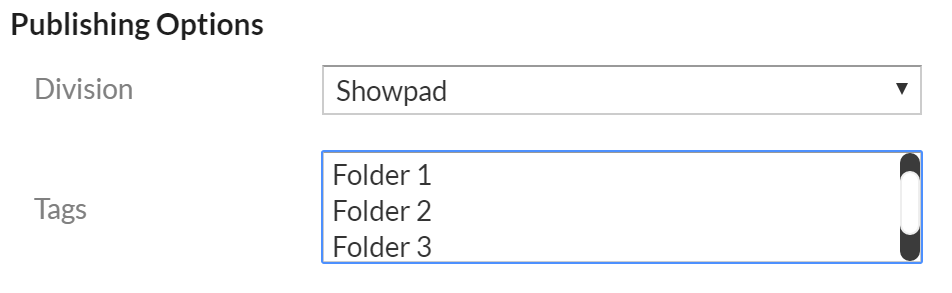 Publishing Options
Division
Showpad
Tags
Folder 1
Folder 2
Folder 3